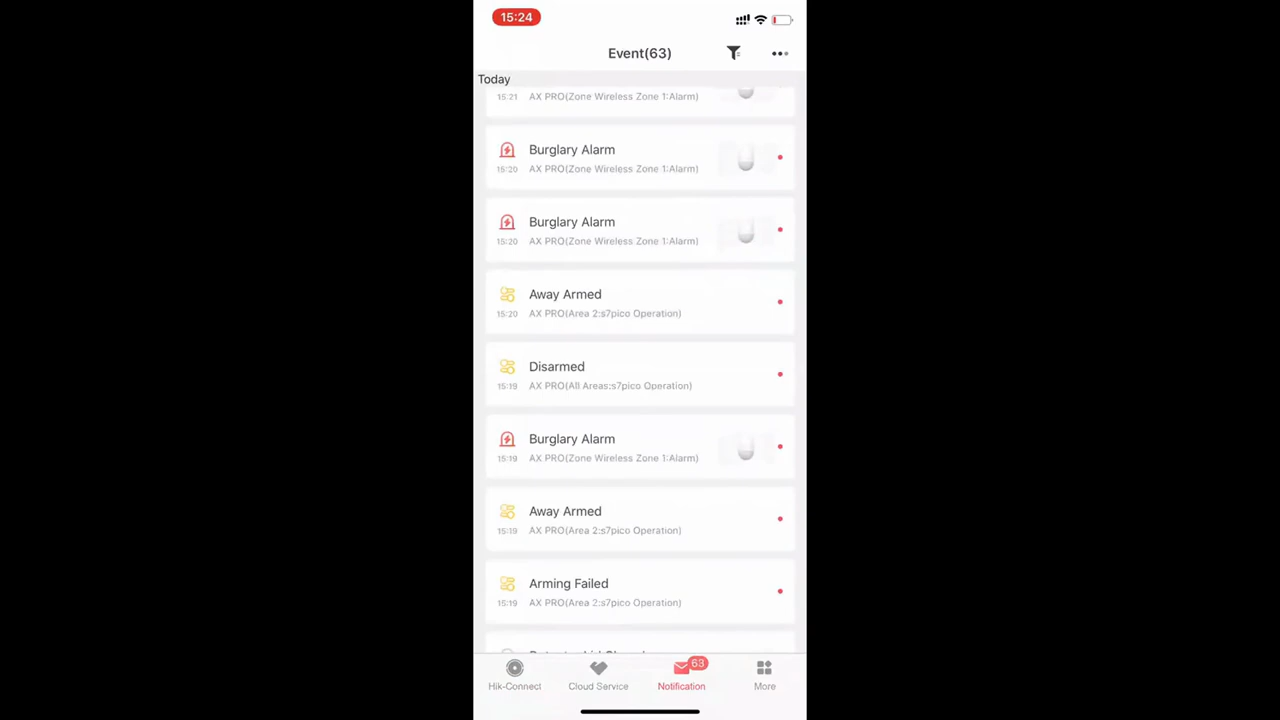 15:24
Event(63)
Today
15:21 AX PRO(Zone Wireless Zone 1:Alarm)
Burglary Alarm
15:20 AX PRO(Zone Wireless Zone 1:Alarm)
Burglary Alarm
15:20 AX PRO(Zone Wireless Zone 1:Alarm)
Away Armed
15:20 AX PRO(Area 2:s7pico Operation)
Disarmed
15:19 AX PRO(All Areas:s7pico Operation)
Burglary Alarm
15:19 AX PRO(Zone Wireless Zone 1:Alarm)
Away Armed
15:19 AX PRO(Area 2:s7pico Operation)
Arming Failed
15:19 AX PRO(Area 2:s7pico Operation)
63
Hik-Connect Cloud Service Notification More